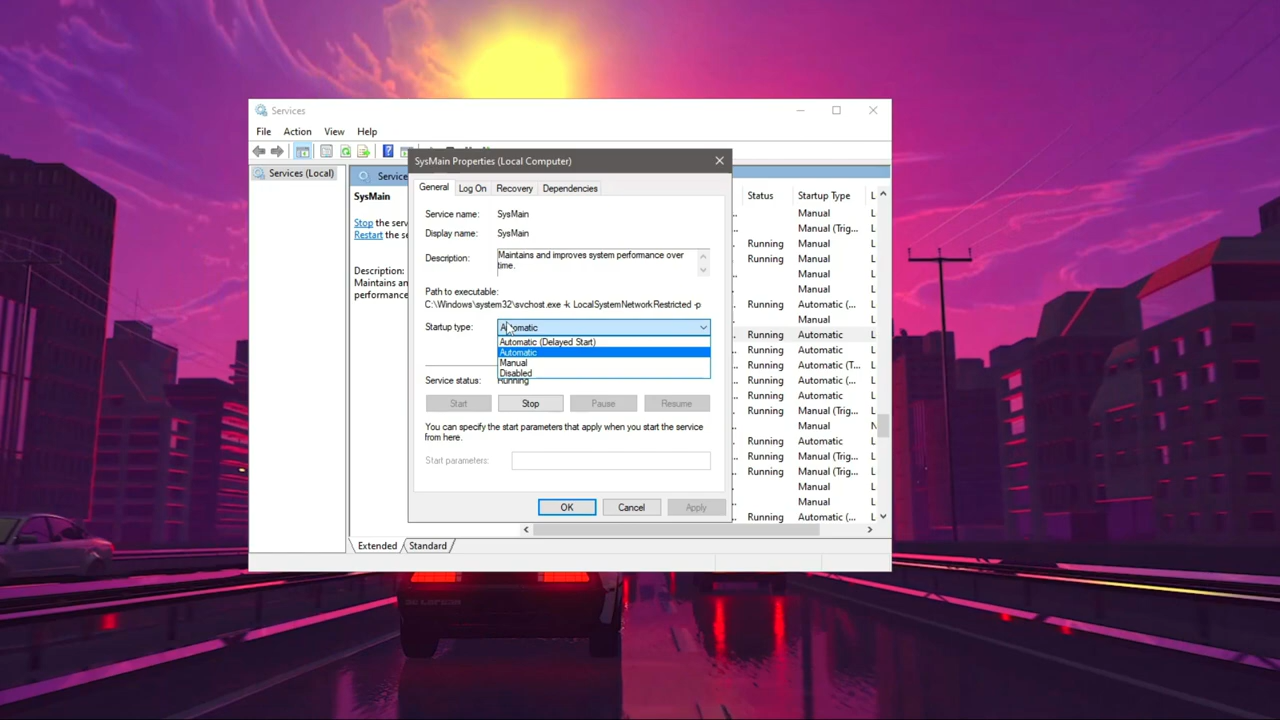 Services
File Action View Help
Services (Local)
Service
SysMain
Stop the serv
Restart the se
Description:
Maintains an
performance
SysMain Properties (Local Computer)
General Log On Recovery Dependencies
Service name: SysMain
Display name: SysMain
Description: Maintains and improves system performance over
time.
Path to executable:
C:\Windows\system32\svchost.exe -k LocalSystemNetworkRestricted -p
Startup type: Automatic
Automatic (Delayed Start)
Automatic
Manual
Disabled
Service status: Running
Start Stop Pause Resume
You can specify the start parameters that apply when you start the service
from here.
Start parameters:
OK Cancel Apply
Status Startup Type L
Manual L
Manual (Trig... L
Running Manual L
Running Manual L
Manual L
Manual L
Running Automatic (... L
Manual L
Running Automatic L
Running Automatic L
Running Automatic (T... L
Running Automatic L
Running Manual (Trig... L
Manual N
Running Automatic L
Running Manual (Trig... L
Running Manual (Trig... L
Manual L
Manual L
Running Automatic (... L
Extended Standard